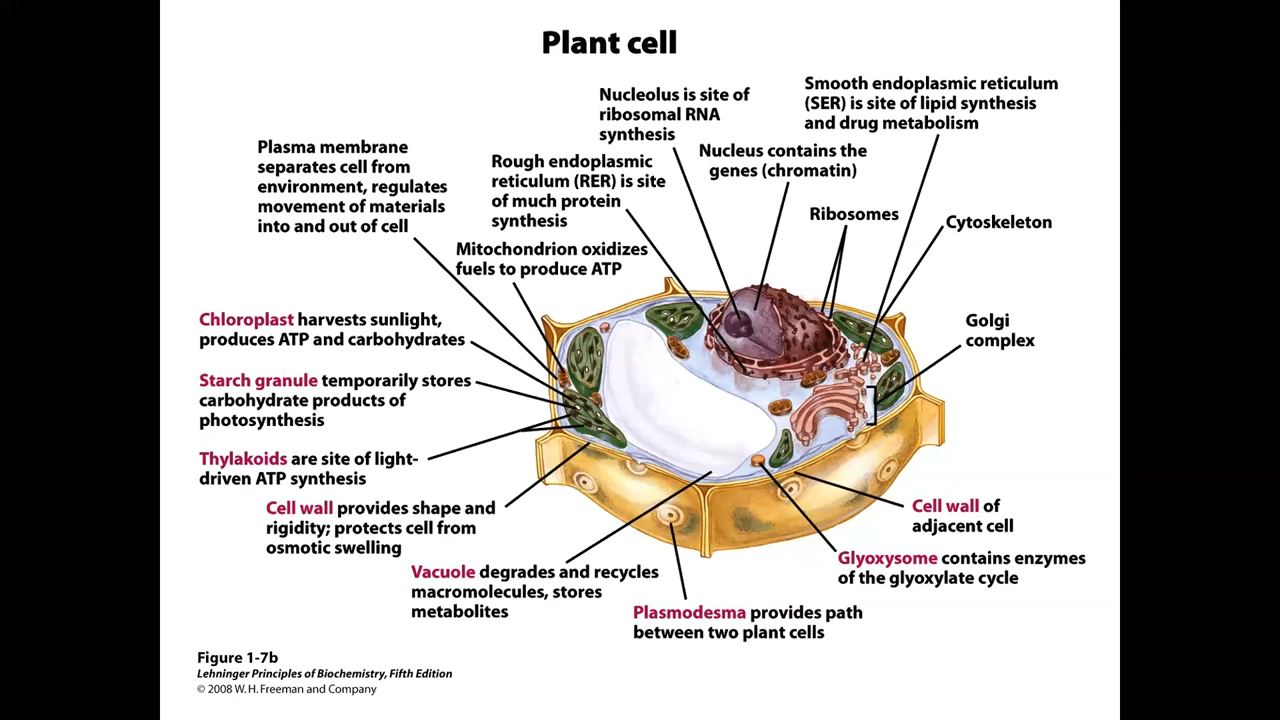 Plant cell
Nucleolus is site of
ribosomal RNA
synthesis
Smooth endoplasmic reticulum
(SER) is site of lipid synthesis
and drug metabolism
Plasma membrane
separates cell from
environment, regulates
movement of materials
into and out of cell
Rough endoplasmic
reticulum (RER) is site
of much protein
synthesis
Nucleus contains the
genes (chromatin)
Ribosomes
Cytoskeleton
Mitochondrion oxidizes
fuels to produce ATP
Chloroplast harvests sunlight,
produces ATP and carbohydrates
Golgi
complex
Starch granule temporarily stores
carbohydrate products of
photosynthesis
Thylakoids are site of light-
driven ATP synthesis
Cell wall provides shape and
rigidity; protects cell from
osmotic swelling
Cell wall of
adjacent cell
Vacuole degrades and recycles
macromolecules, stores
metabolites
Glyoxysome contains enzymes
of the glyoxylate cycle
Plasmodesma provides path
between two plant cells
Figure 1-7b
Lehninger Principles of Biochemistry, Fifth Edition
© 2008 W. H. Freeman and Company